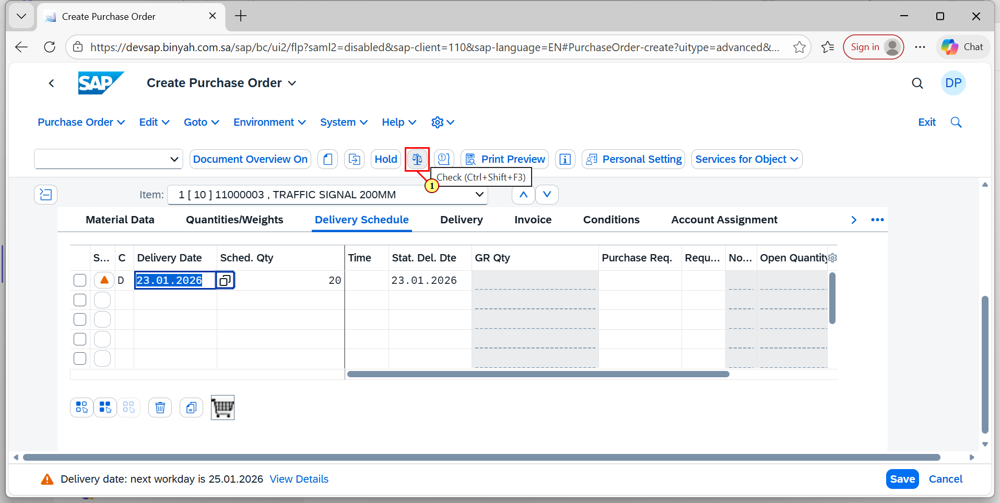 Create Purchase Order
https://devsap.binyah.com.sa/sap/bc/ui2/flp?saml2=disabled&sap-client=110&sap-language=EN#PurchaseOrder-create?uitype=advanced&...
Sign in
Chat
SAP
Create Purchase Order
DP
Purchase Order
Edit
Goto
Environment
System
Help
Exit
Document Overview On
Hold
Print Preview
Personal Setting
Services for Object
Check (Ctrl+Shift+F3)
1
Item:
1 [ 10 ] 11000003 , TRAFFIC SIGNAL 200MM
Material Data
Quantities/Weights
Delivery Schedule
Delivery
Invoice
Conditions
Account Assignment
S... C Delivery Date Sched. Qty Time Stat. Del. Dte GR Qty Purchase Req. Requ... No... Open Quantity
D 23.01.2026 20 23.01.2026
Delivery date: next workday is 25.01.2026 View Details
Save
Cancel